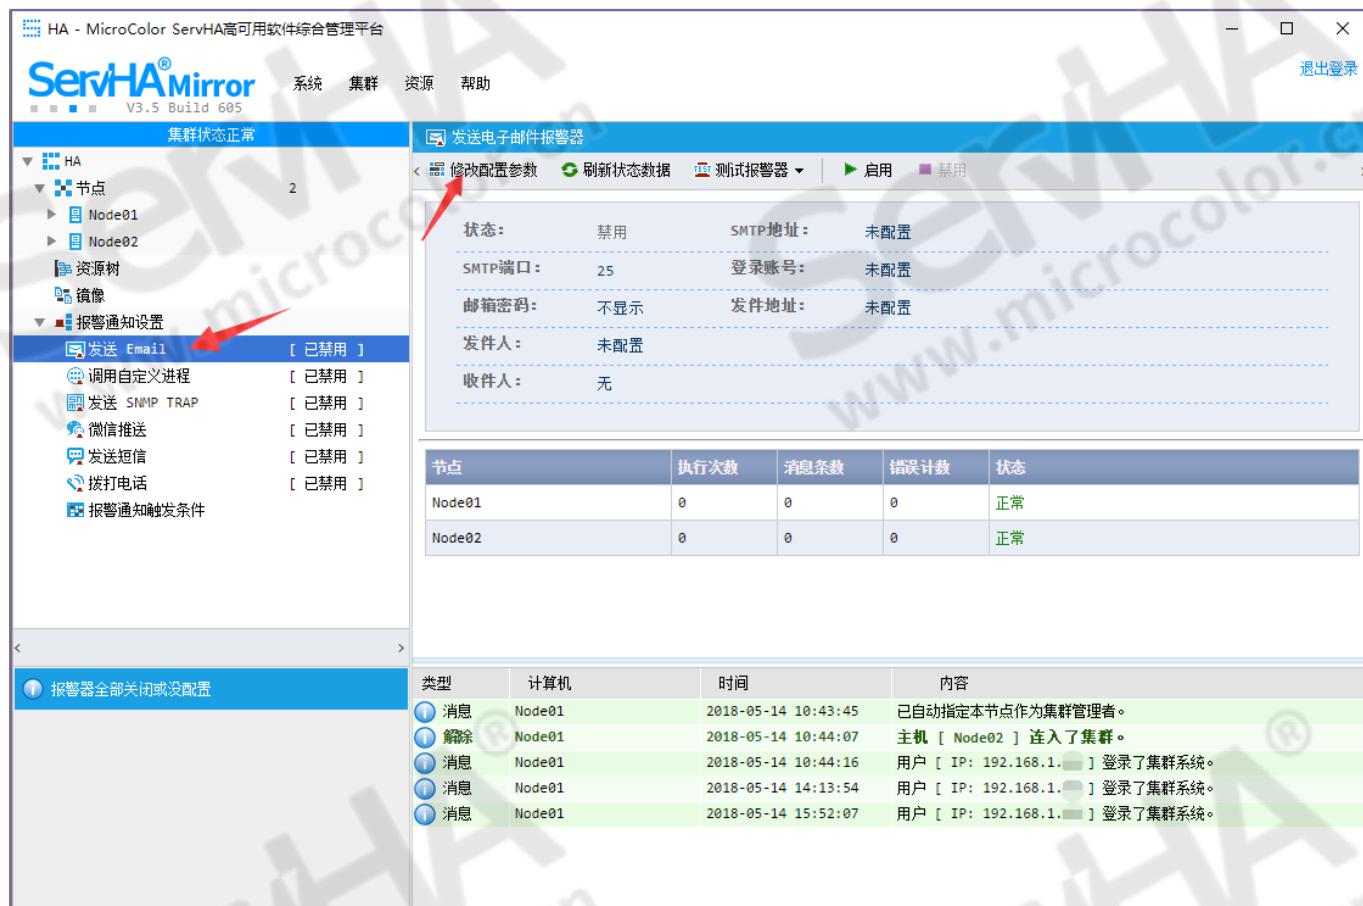 HA - MicroColor ServHA高可用软件综合管理平台
ServHA® Mirror
V3.5 Build 605
系统 集群 资源 帮助
退出登录
集群状态正常
HA
节点 2
Node01
Node02
资源树
镜像
报警通知设置
发送 Email [ 已禁用 ]
调用自定义进程 [ 已禁用 ]
发送 SNMP TRAP [ 已禁用 ]
微信推送 [ 已禁用 ]
发送短信 [ 已禁用 ]
拨打电话 [ 已禁用 ]
报警通知触发条件
报警器全部关闭或没配置
发送电子邮件报警器
修改配置参数 刷新状态数据 TEST 测试报警器 启用 禁用
状态: 禁用 SMTP地址: 未配置
SMTP端口: 25 登录账号: 未配置
邮箱密码: 不显示 发件地址: 未配置
发件人: 未配置
收件人: 无
节点 执行次数 消息条数 错误计数 状态
Node01 0 0 0 正常
Node02 0 0 0 正常
类型 计算机 时间 内容
消息 Node01 2018-05-14 10:43:45 已自动指定本节点作为集群管理者。
解除 Node01 2018-05-14 10:44:07 主机 [ Node02 ] 连入了集群。
消息 Node01 2018-05-14 10:44:16 用户 [ IP: 192.168.1. ] 登录了集群系统。
消息 Node01 2018-05-14 14:13:54 用户 [ IP: 192.168.1. ] 登录了集群系统。
消息 Node01 2018-05-14 15:52:07 用户 [ IP: 192.168.1. ] 登录了集群系统。
ServHA®
www.microcolor.cn